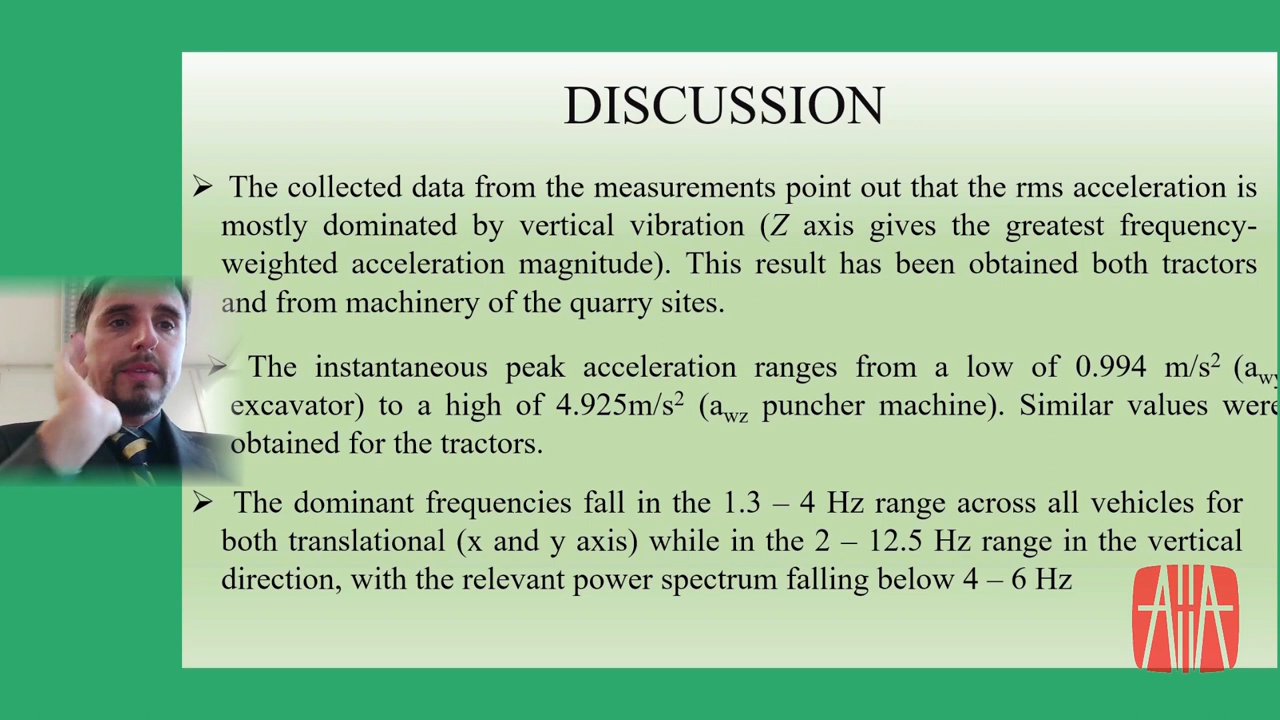 DISCUSSION
➢ The collected data from the measurements point out that the rms acceleration is
mostly dominated by vertical vibration (Z axis gives the greatest frequency-
weighted acceleration magnitude). This result has been obtained both tractors
and from machinery of the quarry sites.
➢ The instantaneous peak acceleration ranges from a low of 0.994 m/s² (awy
excavator) to a high of 4.925m/s² (awz puncher machine). Similar values were
obtained for the tractors.
➢ The dominant frequencies fall in the 1.3 – 4 Hz range across all vehicles for
both translational (x and y axis) while in the 2 – 12.5 Hz range in the vertical
direction, with the relevant power spectrum falling below 4 – 6 Hz